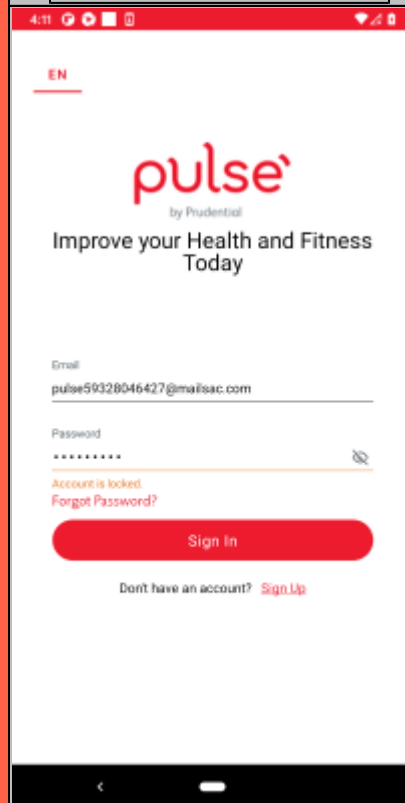 4:11
EN
pulse
by Prudential
Improve your Health and Fitness
Today
Email
pulse59328046427@mailsac.com
Password
Account is locked.
Forgot Password?
Sign In
Don't have an account? Sign Up